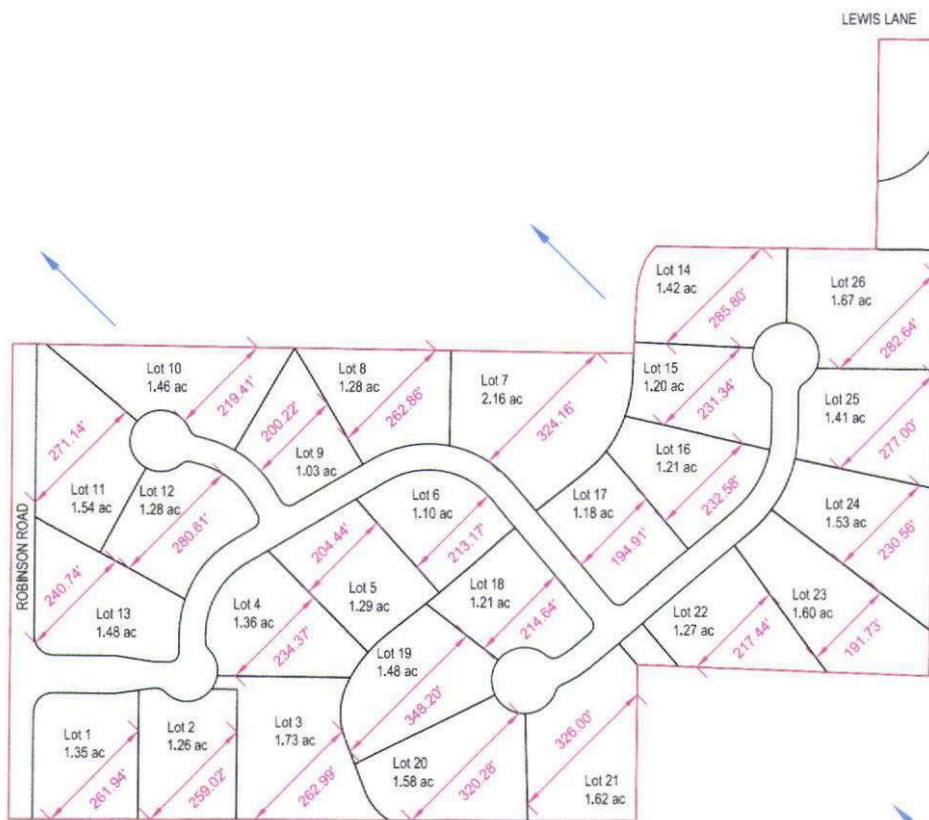 LEWIS LANE
Lot 14
1.42 ac
285.80'
Lot 26
1.67 ac
282.64'
Lot 10
1.46 ac
219.41'
Lot 8
1.28 ac
262.86'
Lot 7
2.16 ac
324.16'
Lot 15
1.20 ac
231.34'
Lot 25
1.41 ac
277.00'
271.14'
200.22'
Lot 9
1.03 ac
Lot 16
1.21 ac
232.58'
Lot 11
1.54 ac
Lot 12
1.28 ac
280.61'
Lot 6
1.10 ac
213.17'
Lot 17
1.18 ac
194.91'
Lot 24
1.53 ac
230.56'
ROBINSON ROAD
240.74'
204.44'
Lot 13
1.48 ac
Lot 4
1.36 ac
234.37'
Lot 5
1.29 ac
Lot 18
1.21 ac
214.64'
Lot 22
1.27 ac
217.44'
Lot 23
1.60 ac
191.73'
Lot 19
1.48 ac
348.20'
Lot 1
1.35 ac
261.94'
Lot 2
1.26 ac
259.02'
Lot 3
1.73 ac
262.99'
Lot 20
1.58 ac
320.28'
326.00'
Lot 21
1.62 ac